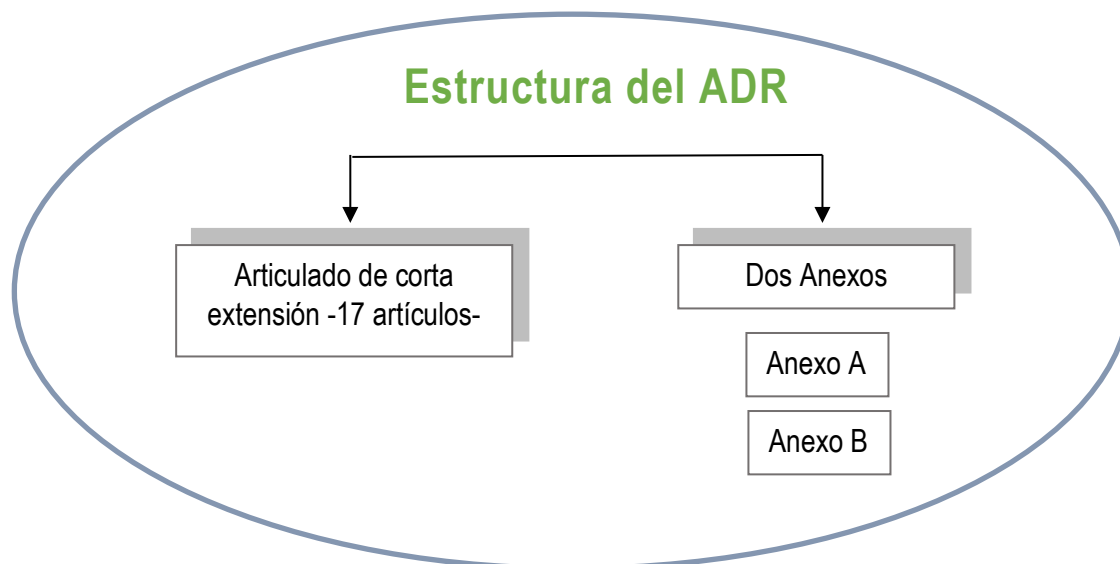 Estructura del ADR
Articulado de corta
extensión -17 artículos-
Dos Anexos
Anexo A
Anexo B